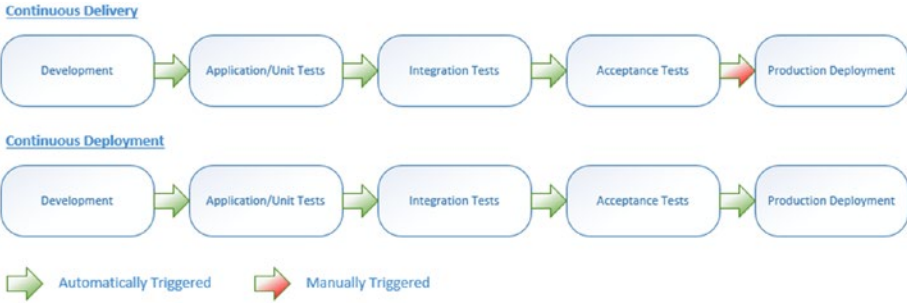 Continuous Delivery
Development
Application/Unit Tests
Integration Tests
Acceptance Tests
Production Deployment
Continuous Deployment
Development
Application/Unit Tests
Integration Tests
Acceptance Tests
Production Deployment
Automatically Triggered
Manually Triggered